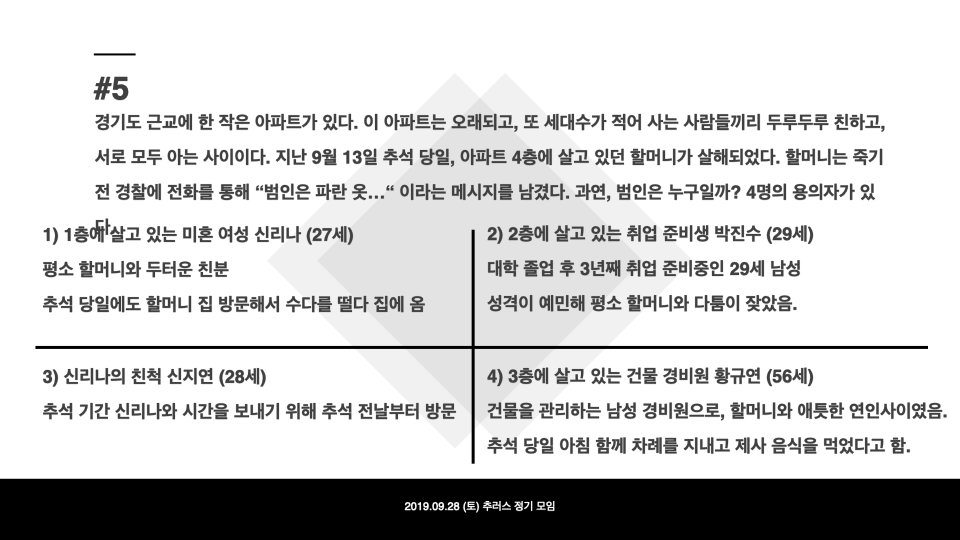 #5
경기도 근교에 한 작은 아파트가 있다. 이 아파트는 오래되고, 또 세대수가 적어 사는 사람들끼리 두루두루 친하고,
서로 모두 아는 사이이다. 지난 9월 13일 추석 당일, 아파트 4층에 살고 있던 할머니가 살해되었다. 할머니는 죽기
전 경찰에 전화를 통해 “범인은 파란 옷…“ 이라는 메시지를 남겼다. 과연, 범인은 누구일까? 4명의 용의자가 있
다.
1) 1층에 살고 있는 미혼 여성 신리나 (27세)
평소 할머니와 두터운 친분
추석 당일에도 할머니 집 방문해서 수다를 떨다 집에 옴
2) 2층에 살고 있는 취업 준비생 박진수 (29세)
대학 졸업 후 3년째 취업 준비중인 29세 남성
성격이 예민해 평소 할머니와 다툼이 잦았음.
3) 신리나의 친척 신지연 (28세)
추석 기간 신리나와 시간을 보내기 위해 추석 전날부터 방문
4) 3층에 살고 있는 건물 경비원 황규연 (56세)
건물을 관리하는 남성 경비원으로, 할머니와 애틋한 연인사이였음.
추석 당일 아침 함께 차례를 지내고 제사 음식을 먹었다고 함.
2019.09.28 (토) 추러스 정기 모임